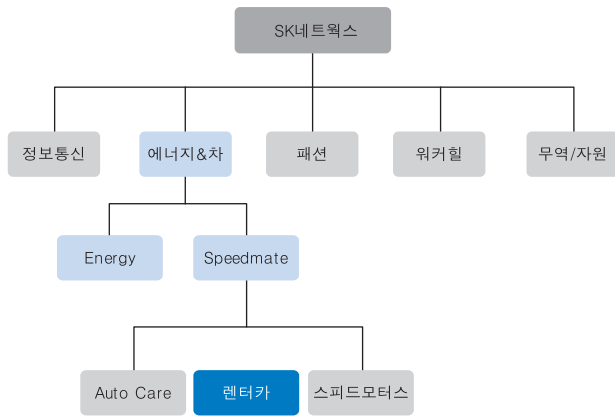 SK네트웍스
정보통신
에너지&차
패션
워커힐
무역/자원
Energy
Speedmate
Auto Care
렌터카
스피드모터스